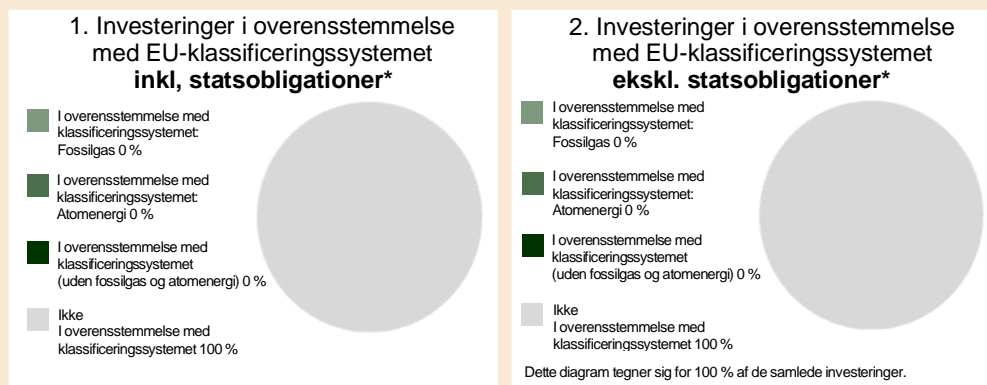 1. Investeringer i overensstemmelse
med EU-klassificeringssystemet
inkl, statsobligationer*
I overensstemmelse med
klassificeringssystemet:
Fossilgas 0 %
I overensstemmelse med
klassificeringssystemet:
Atomenergi 0 %
I overensstemmelse med
klassificeringssystemet
(uden fossilgas og atomenergi) 0 %
Ikke
I overensstemmelse med
klassificeringssystemet 100 %
2. Investeringer i overensstemmelse
med EU-klassificeringssystemet
ekskl. statsobligationer*
I overensstemmelse med
klassificeringssystemet:
Fossilgas 0 %
I overensstemmelse med
klassificeringssystemet:
Atomenergi 0 %
I overensstemmelse med
klassificeringssystemet
(uden fossilgas og atomenergi) 0 %
Ikke
I overensstemmelse med
klassificeringssystemet 100 %
Dette diagram tegner sig for 100 % af de samlede investeringer.